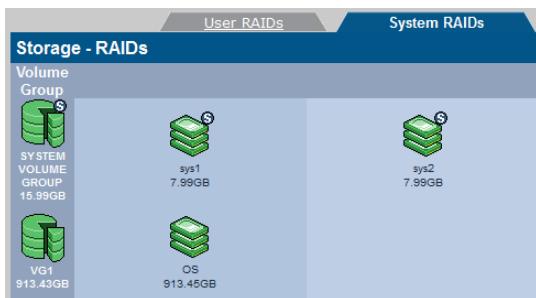 User RAIDs
System RAIDs
Storage - RAIDs
Volume
Group
S
SYSTEM
VOLUME
GROUP
15.99GB
S
sys1
7.99GB
S
sys2
7.99GB
VG1
913.43GB
OS
913.45GB